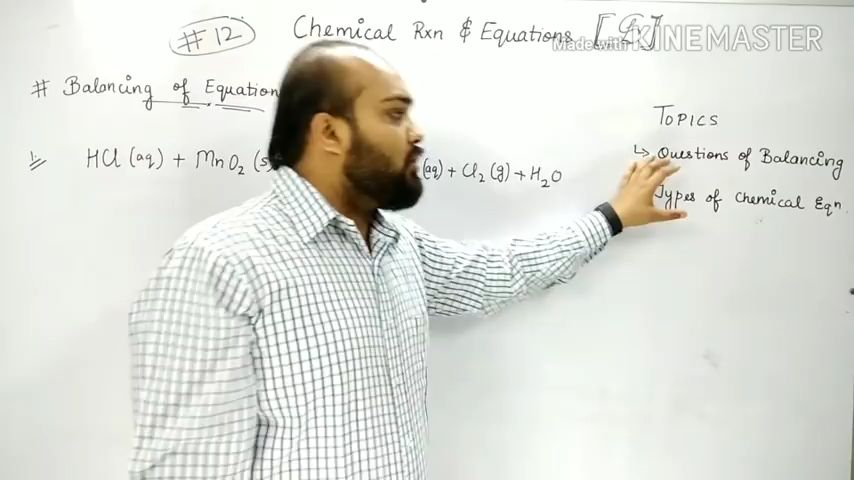 #12 Chemical Rxn & Equations
Made with KINEMASTER
# Balancing of Equation
TOPICS
↳ Questions of Balancing
Types of Chemical Eqn.
1. HCl (aq) + MnO₂ (s (aq) + Cl₂ (g) + H₂O